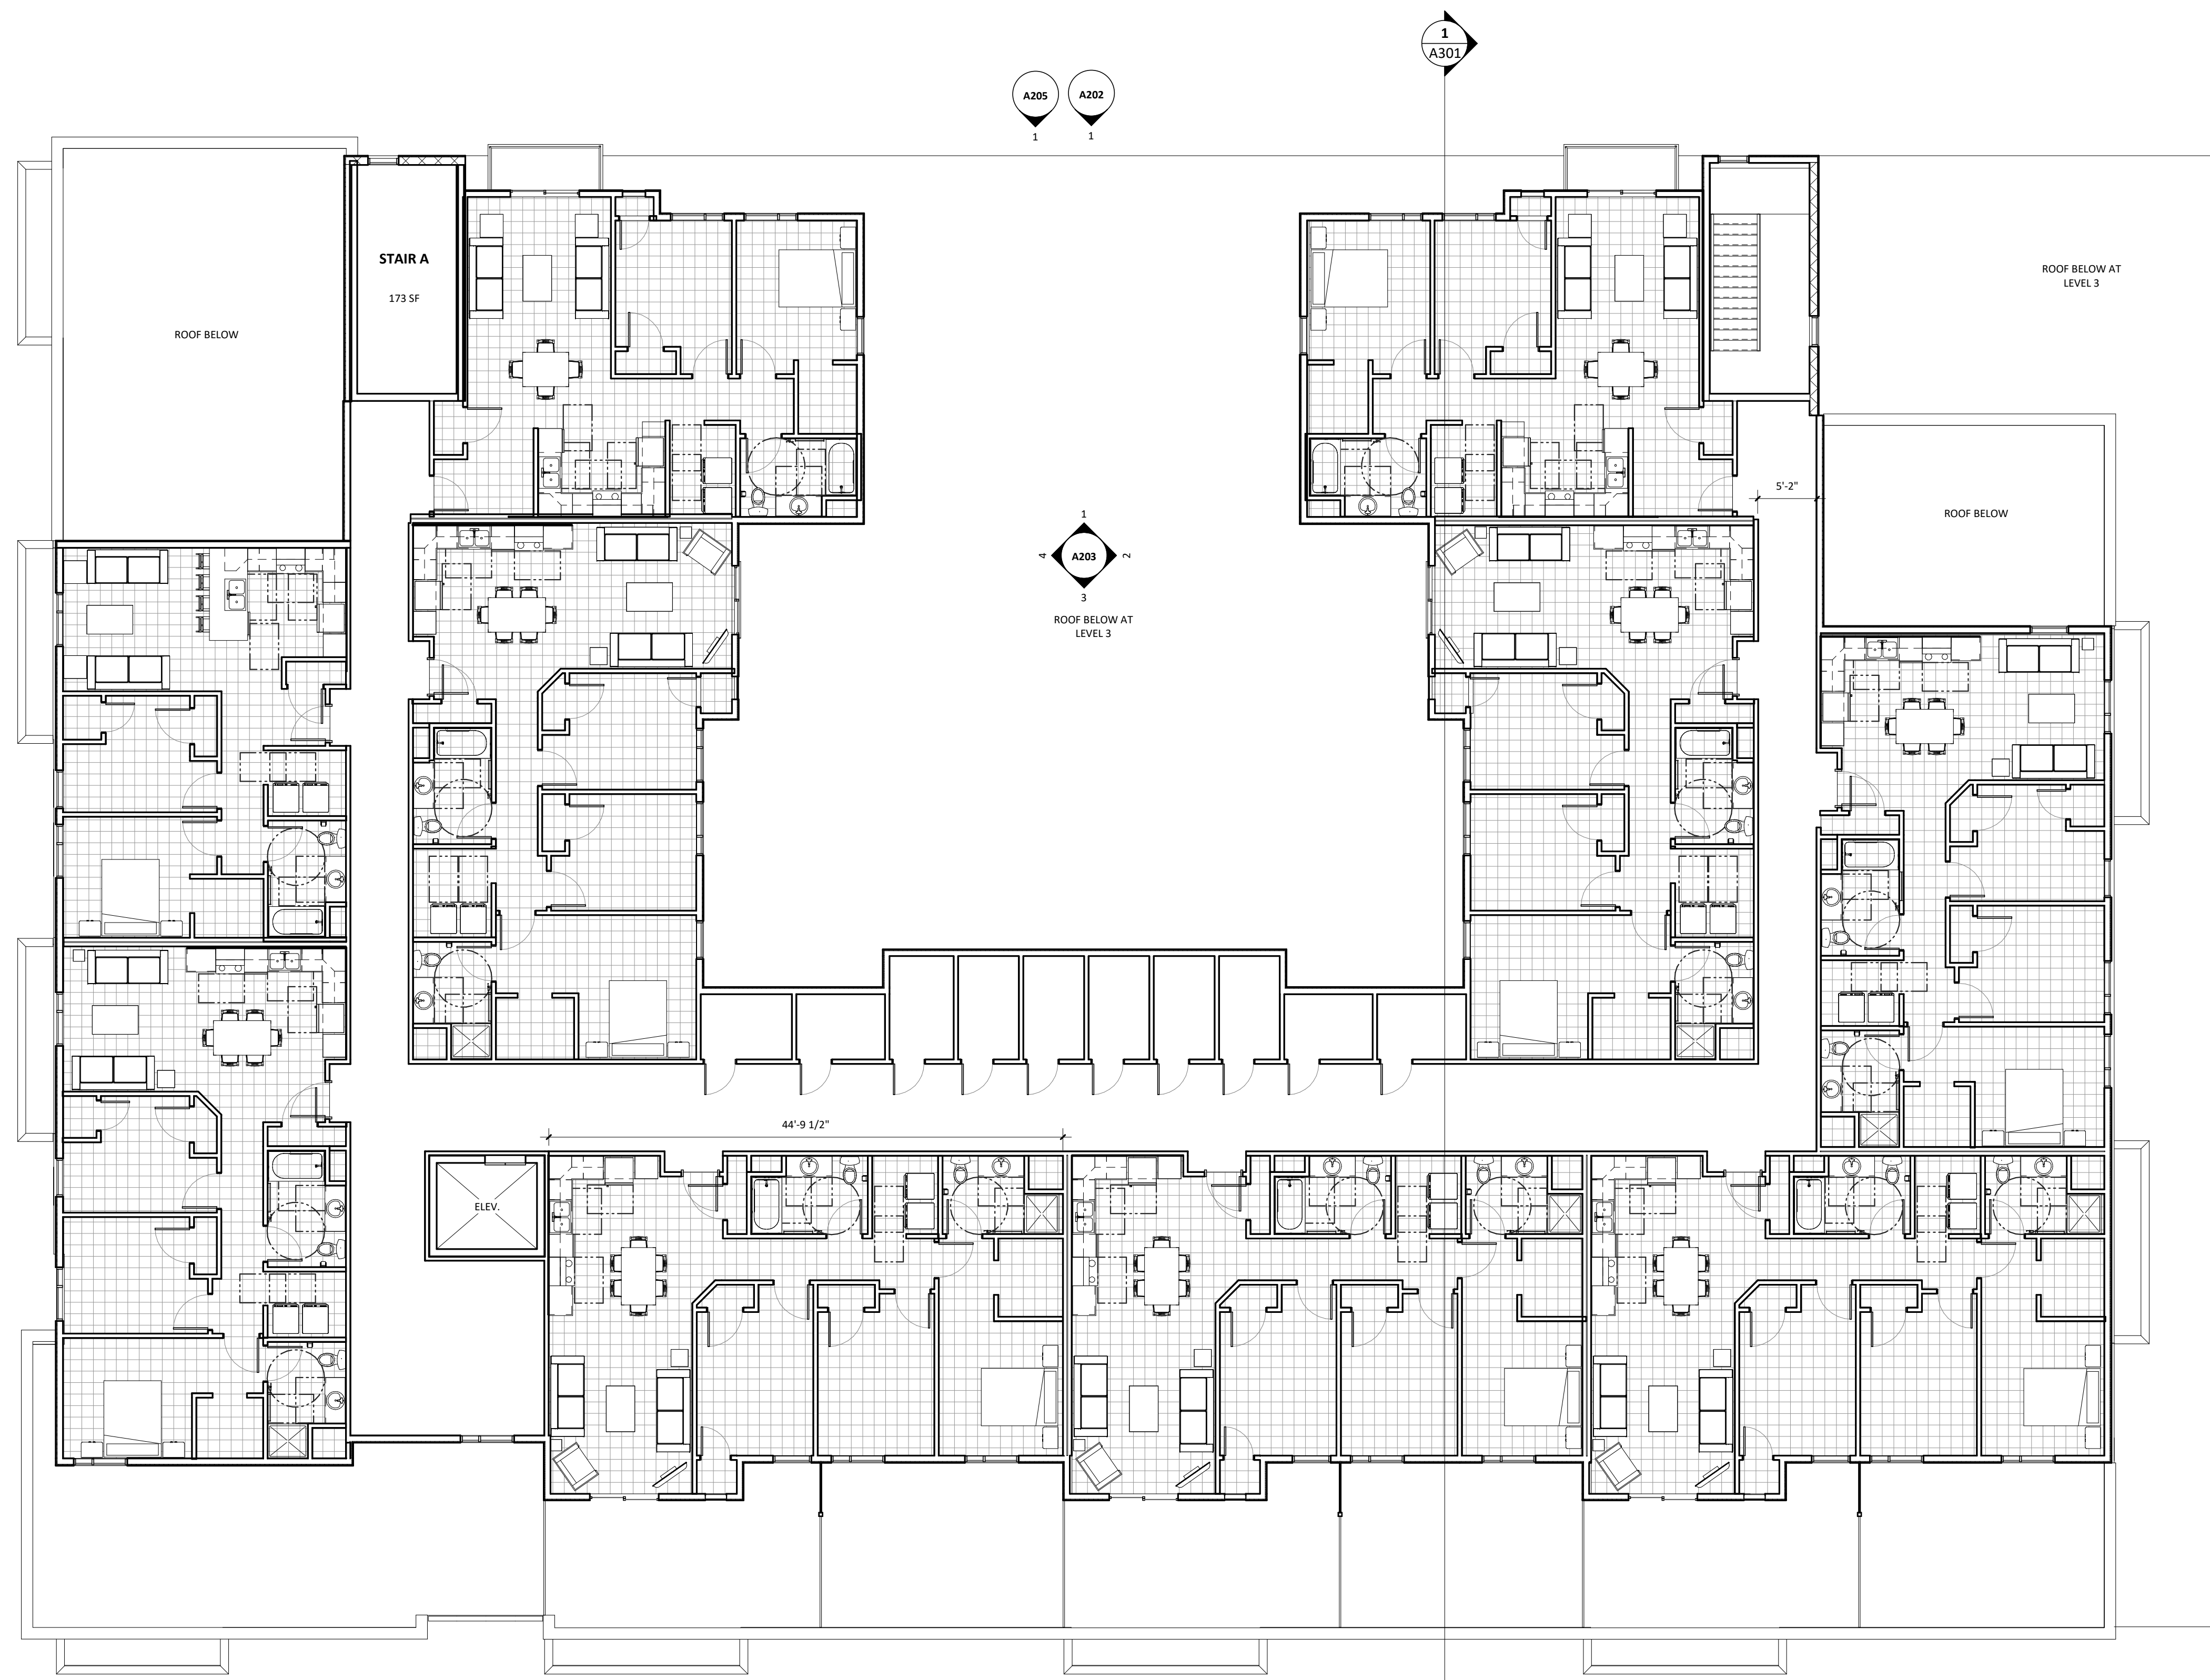 1
A301
A205
A202
1
1
STAIR A
173 SF
ROOF BELOW
ROOF BELOW AT
LEVEL 3
5'-2"
ROOF BELOW
1
4
A203
2
3
ROOF BELOW AT
LEVEL 3
44'-9 1/2"
ELEV.